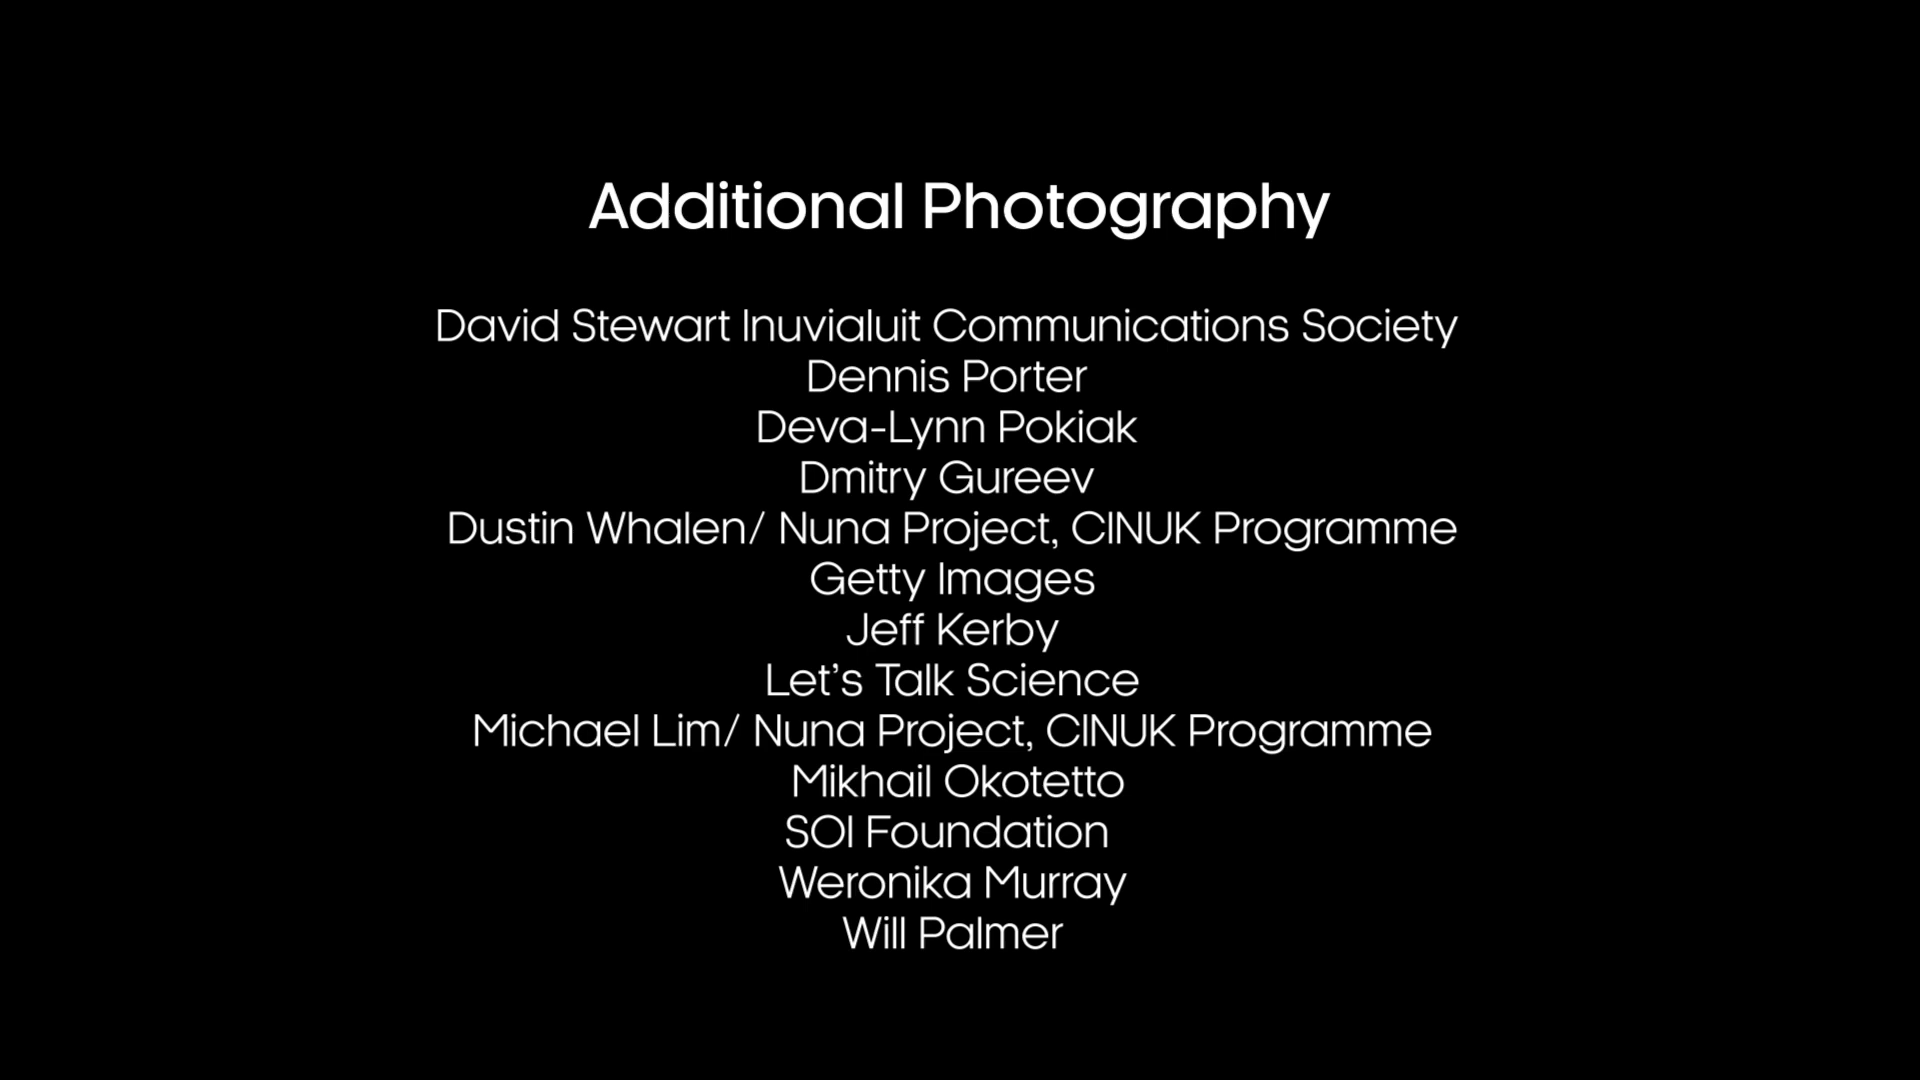 Additional Photography
David Stewart Inuvialuit Communications Society
Dennis Porter
Deva-Lynn Pokiak
Dmitry Gureev
Dustin Whalen/ Nuna Project, CINUK Programme
Getty Images
Jeff Kerby
Let’s Talk Science
Michael Lim/ Nuna Project, CINUK Programme
Mikhail Okotetto
SOI Foundation
Weronika Murray
Will Palmer